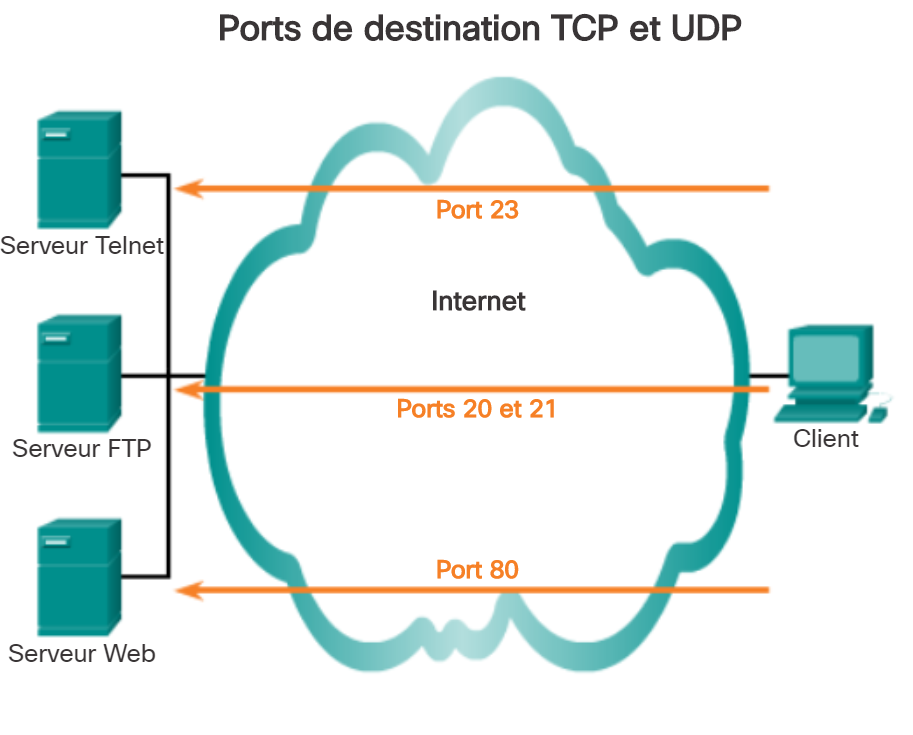 Ports de destination TCP et UDP
Port 23
Serveur Telnet
Internet
Ports 20 et 21
Client
Serveur FTP
Port 80
Serveur Web